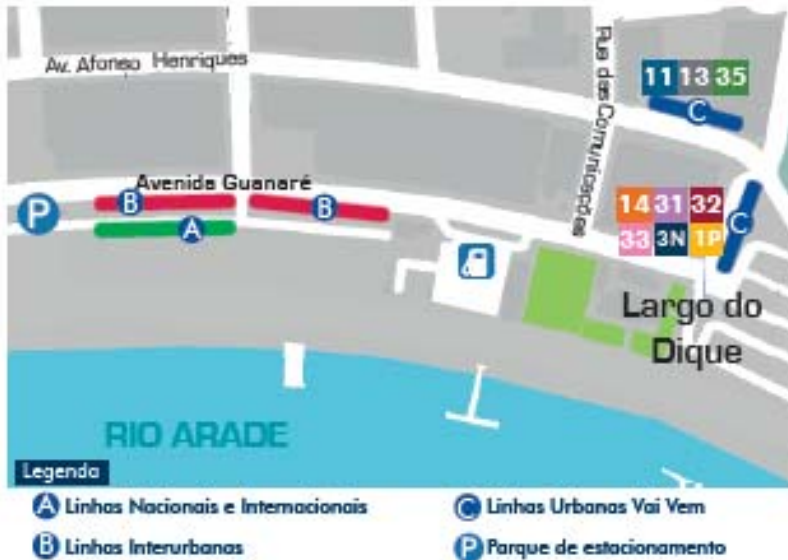 Av. Afonso Henriques
Rua das Comunicações
11 13 35
C
Avenida Guanaré
B
B
P
A
14 31 32
33 3N 1P
C
Largo do
Dique
RIO ARADE
Legenda
A Linhas Nacionais e Internacionais
C Linhas Urbanas Vai Vem
B Linhas Interurbanas
P Parque de estacionamento